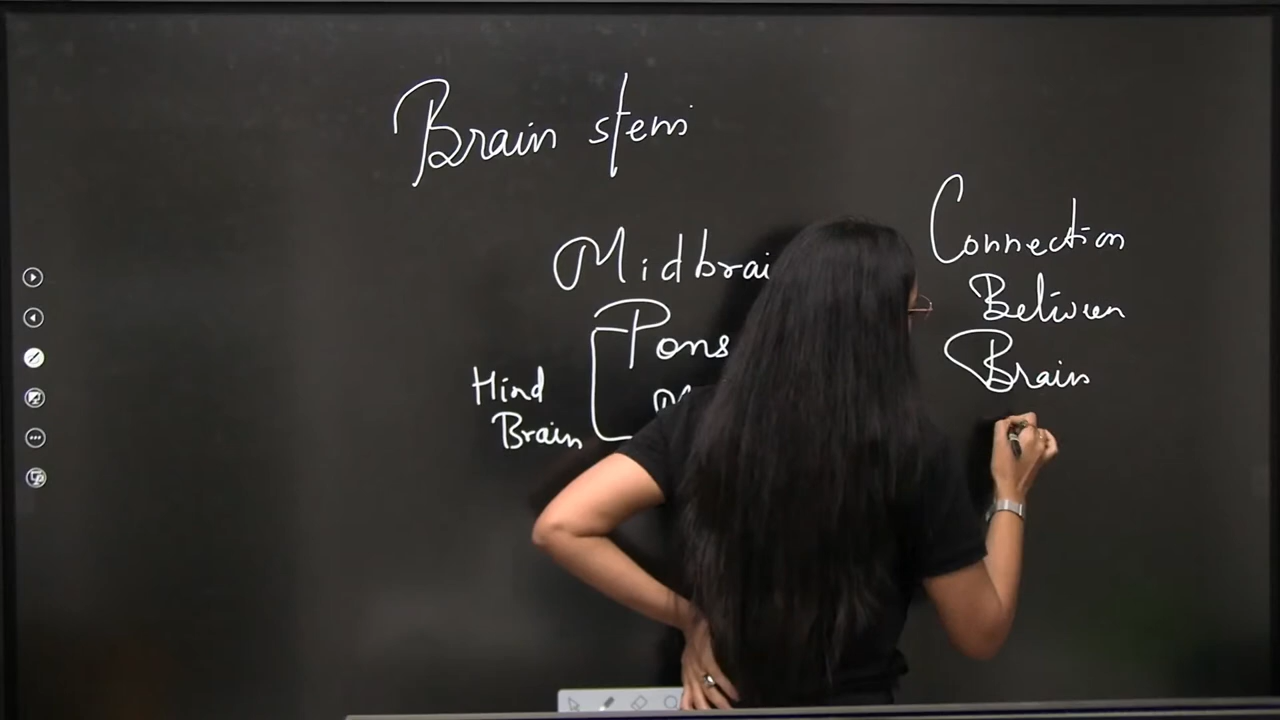 Brain stem
Midbrai
Pons
Hind
Brain
Connection
Between
Brain